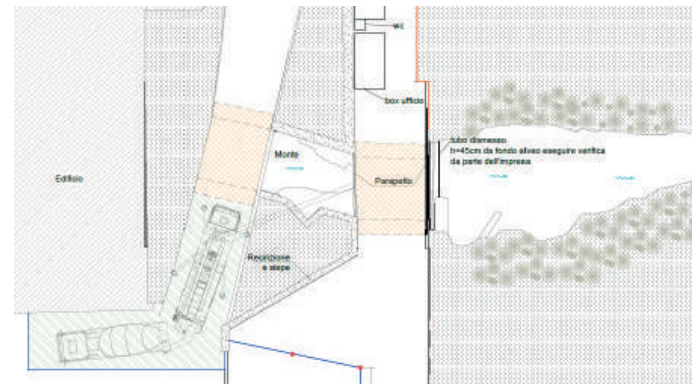 wc
box ufficio
tubo dismesso
h=45cm da fondo alveo eseguire verifica
da parte dell'impresa
Monte
Parapetto
Edificio
Recinzione
e siepe